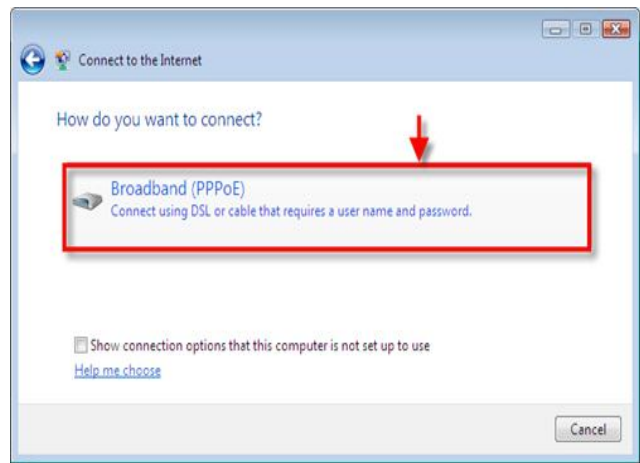 Connect to the Internet
How do you want to connect?
Broadband (PPPoE)
Connect using DSL or cable that requires a user name and password.
Show connection options that this computer is not set up to use
Help me choose
Cancel